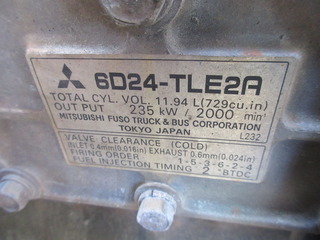 6D24-TLE2A
TOTAL CYL. VOL. 11.94 L(729cu.in)
OUT PUT 235 kW / 2000 min⁻¹
MITSUBISHI FUSO TRUCK & BUS CORPORATION
TOKYO JAPAN L232
VALVE CLEARANCE (COLD)
INLET 0.4mm(0.016in) EXHAUST 0.6mm(0.024in)
FIRING ORDER 1-5-3-6-2-4
FUEL INJECTION TIMING 2 °BTDC